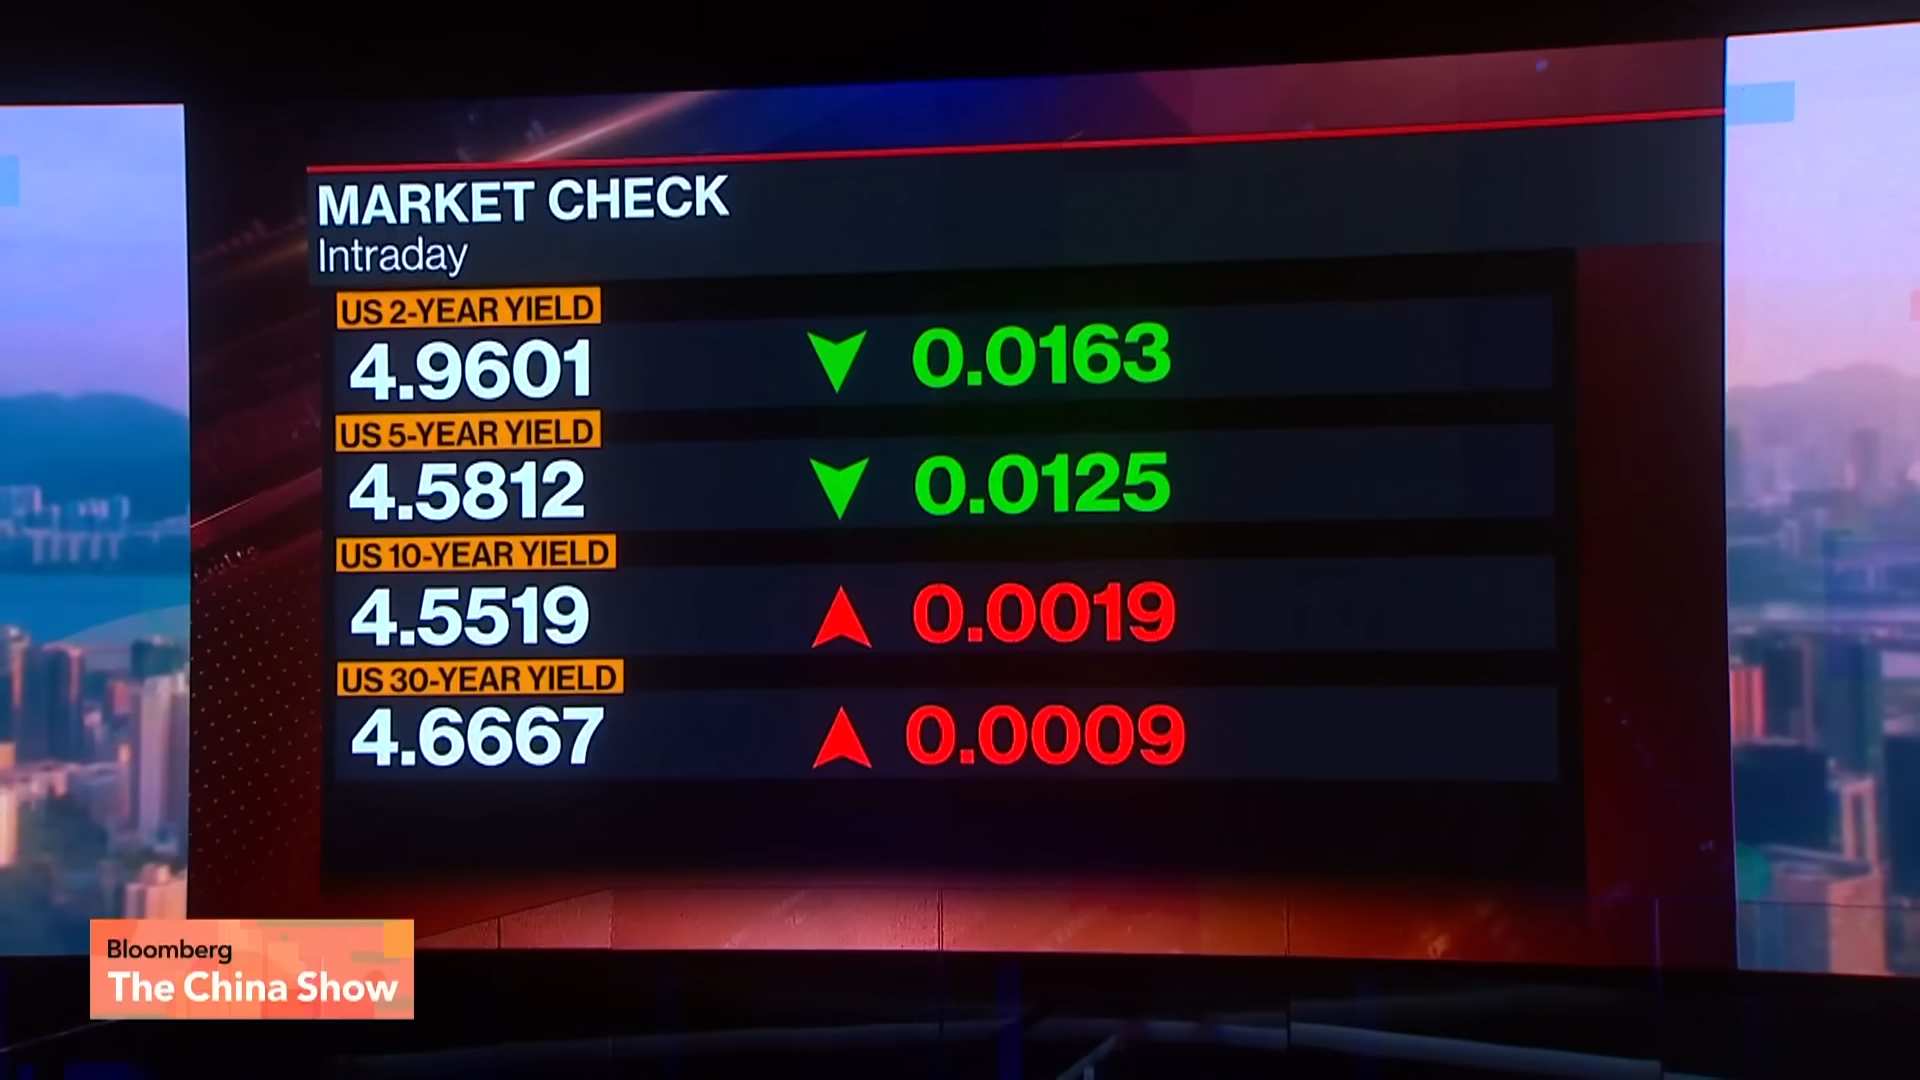 MARKET CHECK
Intraday
US 2-YEAR YIELD
4.9601 ▼ 0.0163
US 5-YEAR YIELD
4.5812 ▼ 0.0125
US 10-YEAR YIELD
4.5519 ▲ 0.0019
US 30-YEAR YIELD
4.6667 ▲ 0.0009
Bloomberg
The China Show